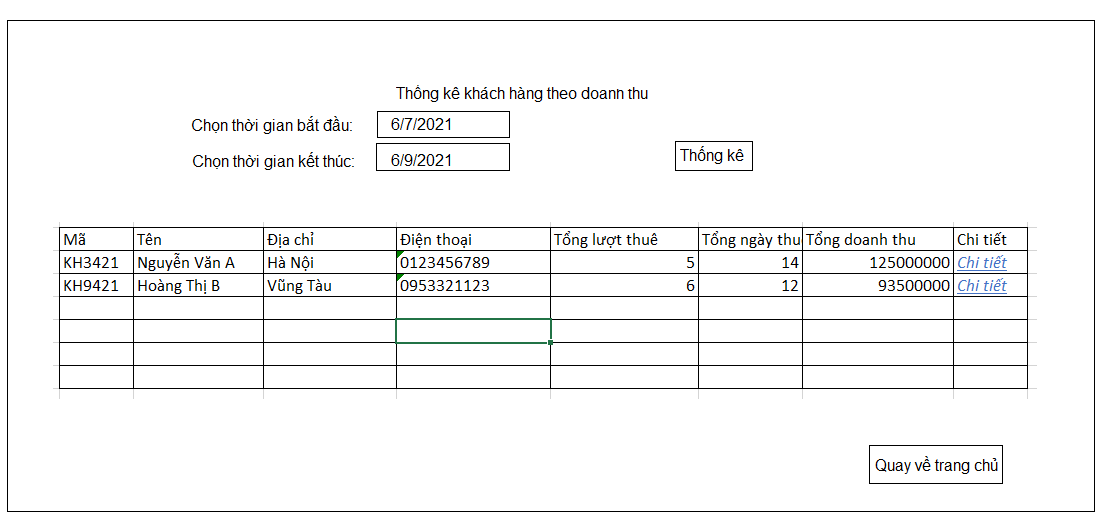 Thống kê khách hàng theo doanh thu
Chọn thời gian bắt đầu: 6/7/2021
Chọn thời gian kết thúc: 6/9/2021
Thống kê
Mã Tên Địa chỉ Điện thoại Tổng lượt thuê Tổng ngày thu Tổng doanh thu Chi tiết
KH3421 Nguyễn Văn A Hà Nội 0123456789 5 14 125000000 Chi tiết
KH9421 Hoàng Thị B Vũng Tàu 0953321123 6 12 93500000 Chi tiết
Quay về trang chủ